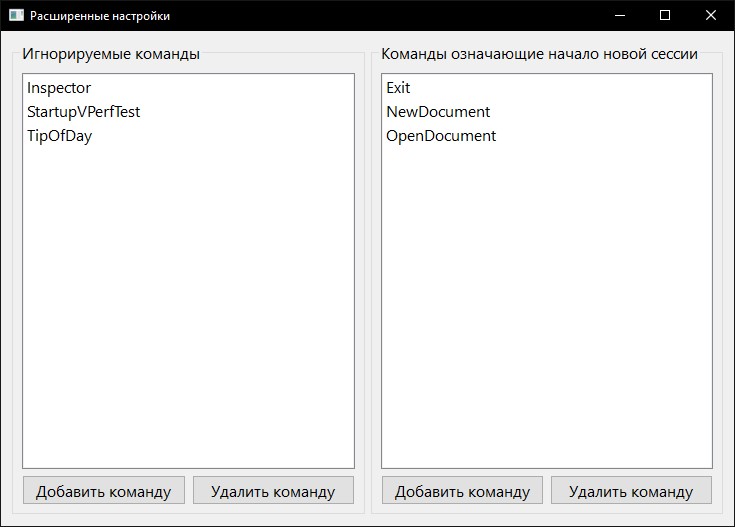 Расширенные настройки
Игнорируемые команды
Inspector
StartupVPerfTest
TipOfDay
Добавить команду
Удалить команду
Команды означающие начало новой сессии
Exit
NewDocument
OpenDocument
Добавить команду
Удалить команду